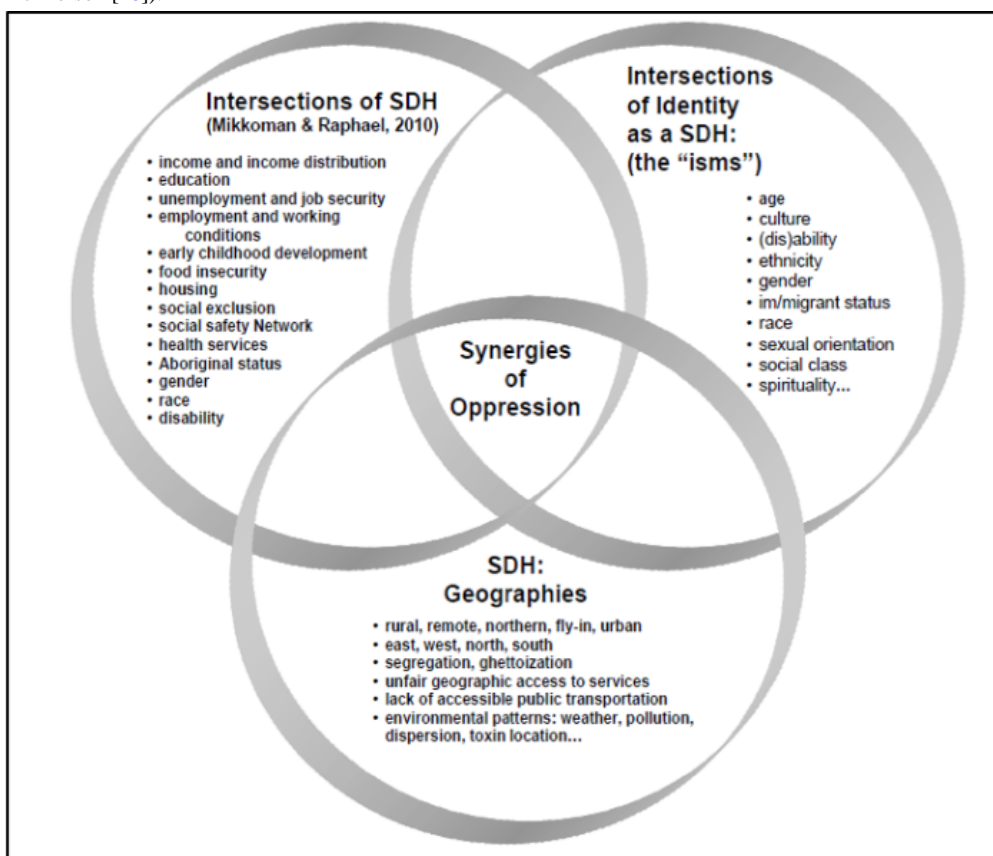 Intersections of SDH
(Mikkoman & Raphael, 2010)
• income and income distribution
• education
• unemployment and job security
• employment and working
conditions
• early childhood development
• food insecurity
• housing
• social exclusion
• social safety Network
• health services
• Aboriginal status
• gender
• race
• disability
Intersections
of Identity
as a SDH:
(the “isms”)
• age
• culture
• (dis)ability
• ethnicity
• gender
• im/migrant status
• race
• sexual orientation
• social class
• spirituality...
Synergies
of
Oppression
SDH:
Geographies
• rural, remote, northern, fly-in, urban
• east, west, north, south
• segregation, ghettoization
• unfair geographic access to services
• lack of accessible public transportation
• environmental patterns: weather, pollution,
dispersion, toxin location...